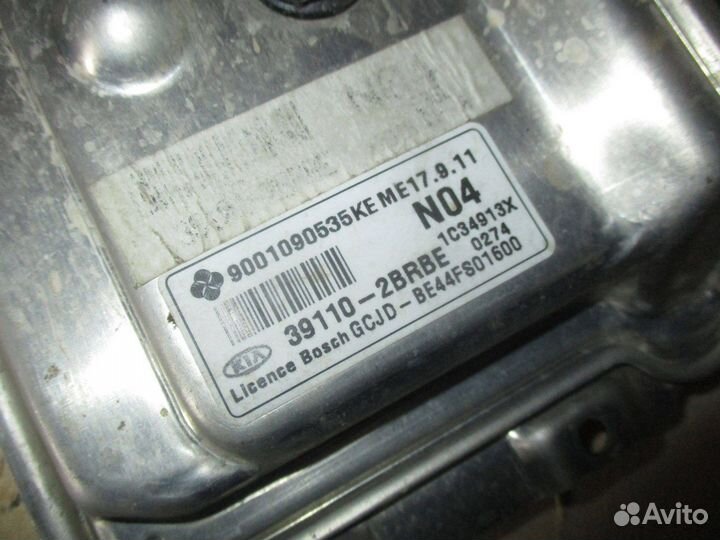 9001090535KE ME17.9.11
N04
39110-2BRBE 1C34913X
0274
KIA
Licence Bosch GCJD-BE44FS01600
Avito